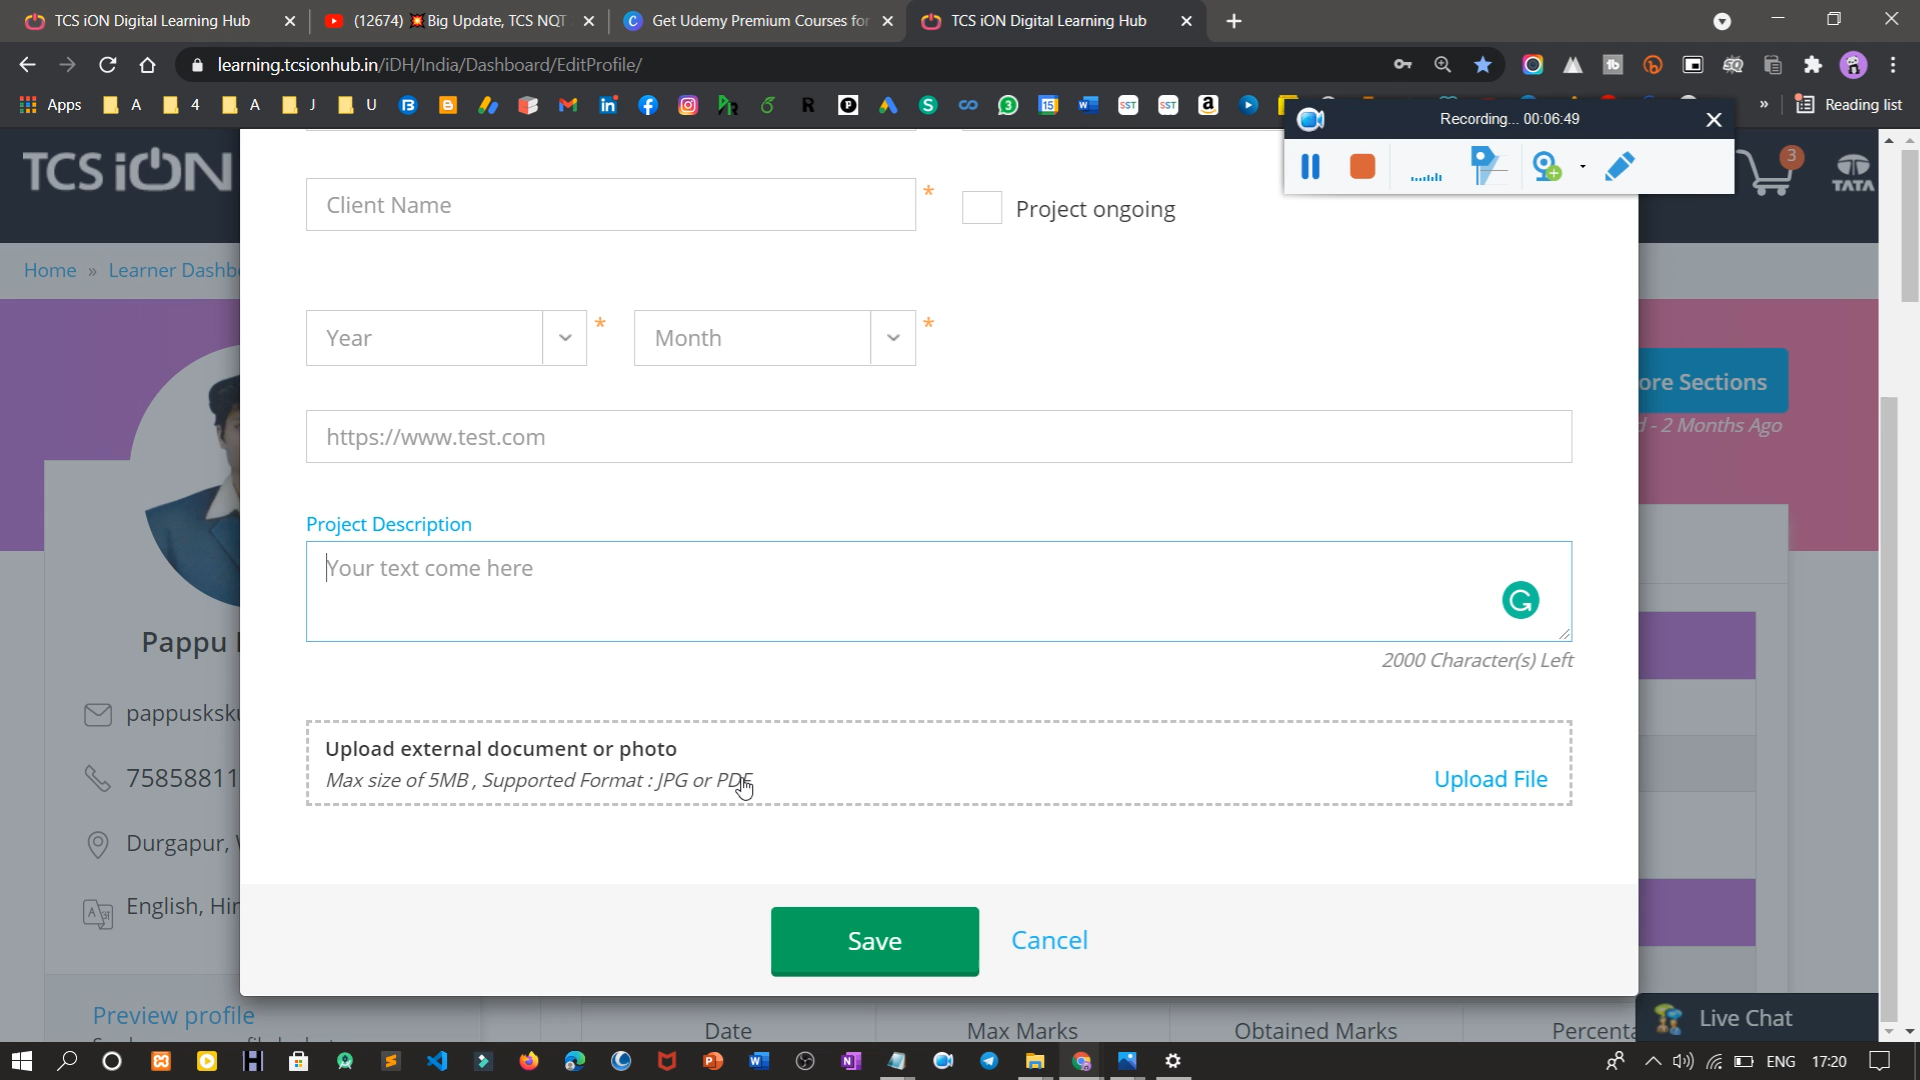 TCS iON Digital Learning Hub
(12674) 💥Big Update, TCS NQT
Get Udemy Premium Courses for
TCS iON Digital Learning Hub
learning.tcsionhub.in/iDH/India/Dashboard/EditProfile/
Apps A 4 A J U » Reading list
Recording... 00:06:49
TCS iON
3
TATA
Client Name *
Project ongoing
Home » Learner Dashb
Year * Month *
ore Sections
- 2 Months Ago
https://www.test.com
Project Description
Your text come here
2000 Character(s) Left
Pappu
pappusksku
75858811
Durgapur,
English, Hir
Upload external document or photo
Max size of 5MB , Supported Format : JPG or PDF
Upload File
Save Cancel
Preview profile
Date Max Marks Obtained Marks Percenta
Live Chat
ENG 17:20